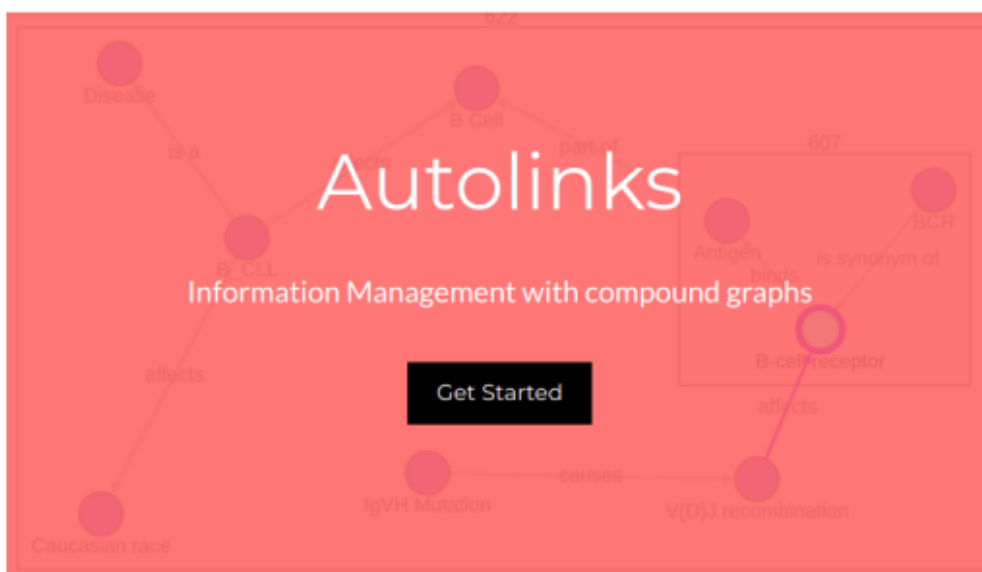 622
Disease
B Cell
is a
affects
part-of
607
Autolinks
BCR
Antigen
is synonym of
B_CLL
binds
Information Management with compound graphs
B-cell receptor
affects
Get Started
affects
causes
IgVH Mutation
V(D)J recombination
Caucasian race